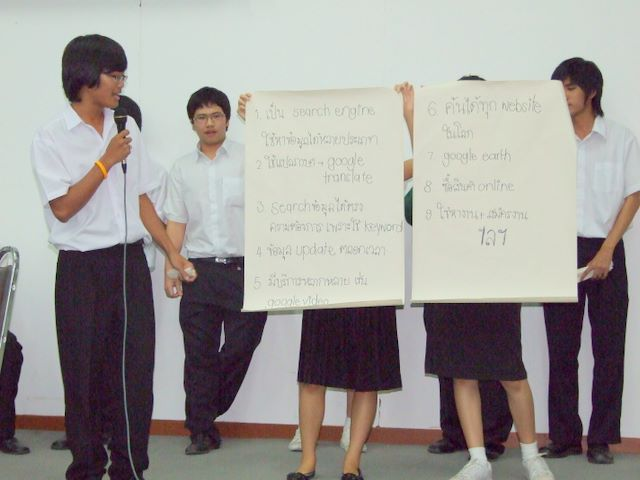 1. เป็น search engine
ใช้หาข้อมูลได้หลายประเภท
2. ใช้แปลภาษา → google
translate
3. Searchข้อมูลได้ตรง
ความต้องการ เพราะใช้ keyword
4. ข้อมูล update ตลอดเวลา
5. มีบริการหลากหลาย เช่น
google video
6. ค้นได้ทุก website
ในโลก
7. google earth
8. ซื้อสินค้า online
9. ใช้หางาน + สมัครงาน
ฯลฯ